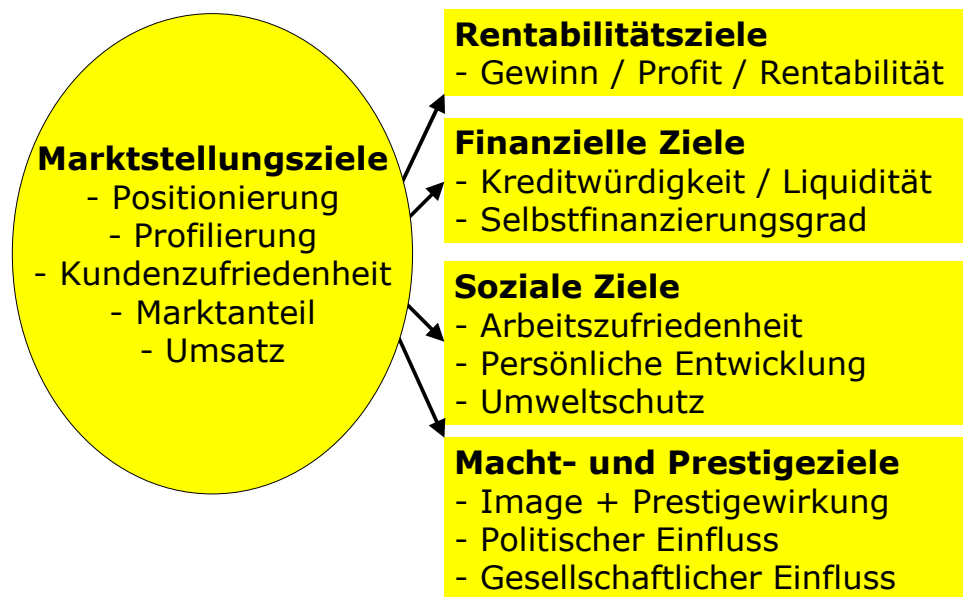 Marktstellungsziele
- Positionierung
- Profilierung
- Kundenzufriedenheit
- Marktanteil
- Umsatz
Rentabilitätsziele
- Gewinn / Profit / Rentabilität
Finanzielle Ziele
- Kreditwürdigkeit / Liquidität
- Selbstfinanzierungsgrad
Soziale Ziele
- Arbeitszufriedenheit
- Persönliche Entwicklung
- Umweltschutz
Macht- und Prestigeziele
- Image + Prestigewirkung
- Politischer Einfluss
- Gesellschaftlicher Einfluss